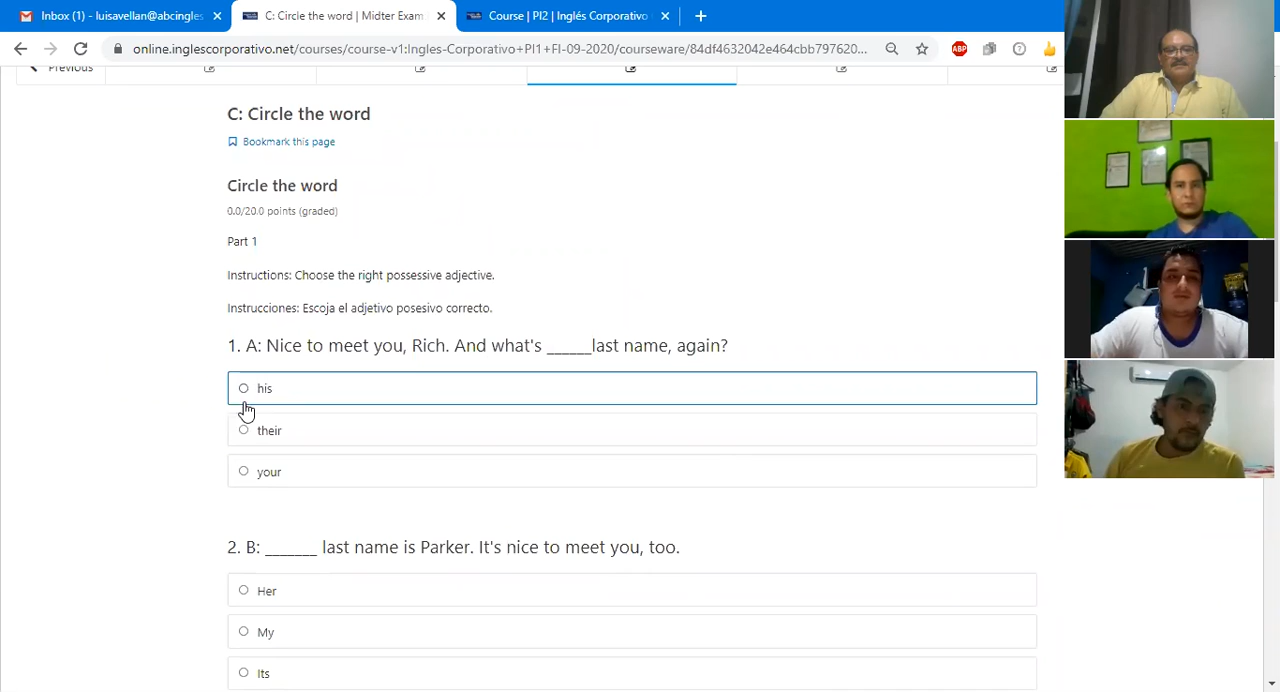 Inbox (1) - luisavellan@abcingles
C: Circle the word | Midter Exam
Course | PI2 | Inglés Corporativo
online.inglescorporativo.net/courses/course-v1:Ingles-Corporativo+PI1+FI-09-2020/courseware/84df4632042e464cbb797620...
ABP
Previous
C: Circle the word
Bookmark this page
Circle the word
0.0/20.0 points (graded)
Part 1
Instructions: Choose the right possessive adjective.
Instrucciones: Escoja el adjetivo posesivo correcto.
1. A: Nice to meet you, Rich. And what's ______last name, again?
his
their
your
2. B: _______ last name is Parker. It's nice to meet you, too.
Her
My
Its